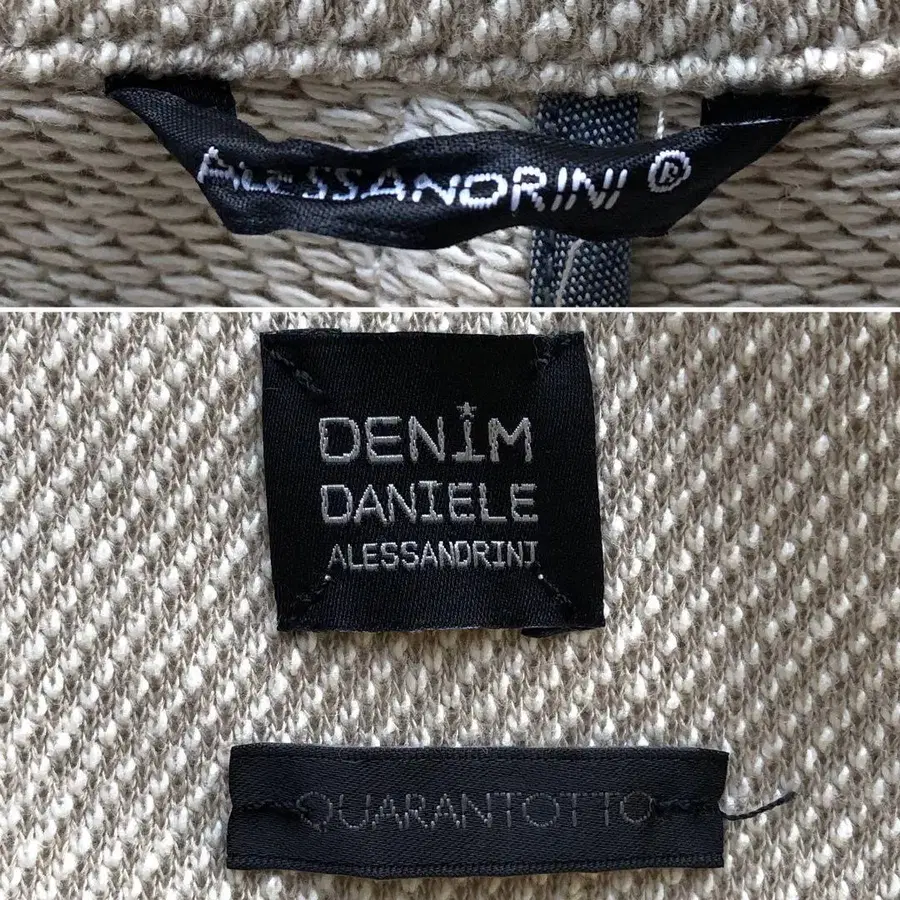 ALESSANDRINI ®
DENIM
DANIELE
ALESSANDRINI
QUARANTOTTO